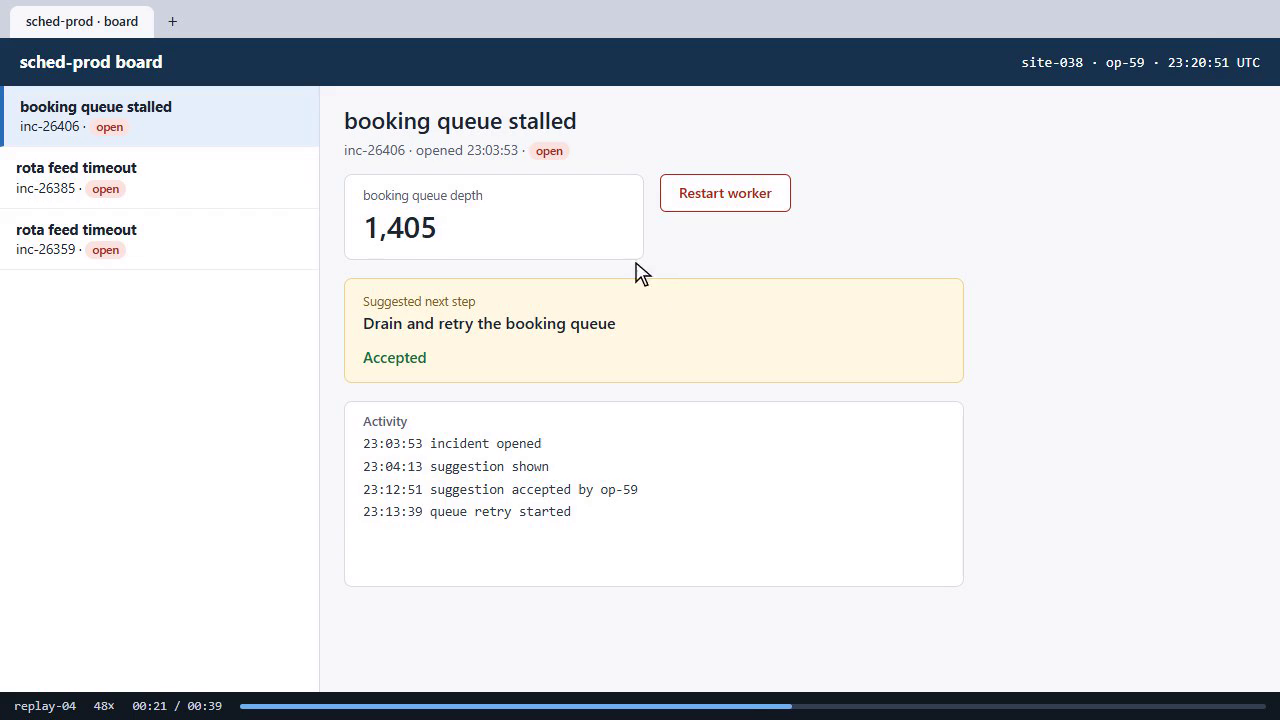 sched-prod · board
+
sched-prod board
site-038 · op-59 · 23:20:51 UTC
booking queue stalled
inc-26406 · open
rota feed timeout
inc-26385 · open
rota feed timeout
inc-26359 · open
booking queue stalled
inc-26406 · opened 23:03:53 · open
booking queue depth
1,405
Restart worker
Suggested next step
Drain and retry the booking queue
Accepted
Activity
23:03:53 incident opened
23:04:13 suggestion shown
23:12:51 suggestion accepted by op-59
23:13:39 queue retry started
replay-04 48x 00:21 / 00:39